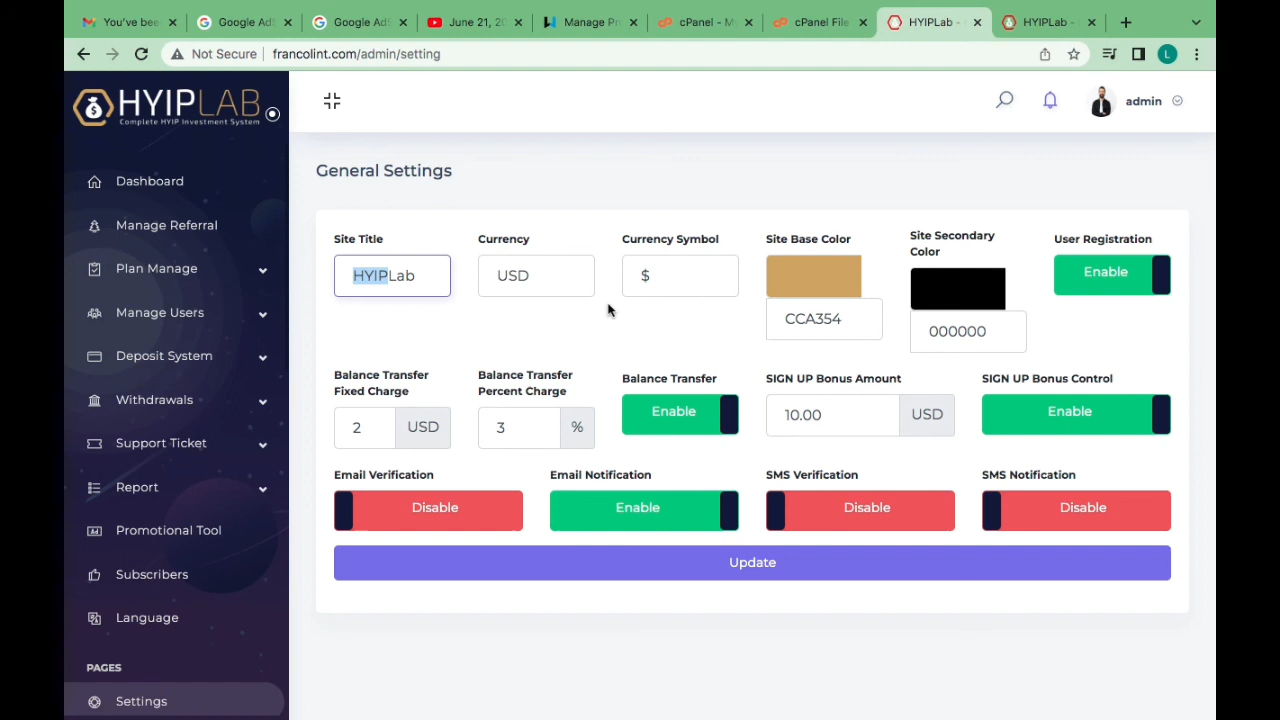 You've bee
Google Ad
Google AdS
June 21, 20
Manage Pr
cPanel - M
cPanel File
HYIPLab -
HYIPLab -
Not Secure
francolint.com/admin/setting
L
HYIPLAB
Complete HYIP Investment System
admin
Dashboard
Manage Referral
Plan Manage
Manage Users
Deposit System
Withdrawals
Support Ticket
Report
Promotional Tool
Subscribers
Language
PAGES
Settings
General Settings
Site Title
Currency
Currency Symbol
Site Base Color
Site Secondary
Color
User Registration
HYIPLab
USD
$
CCA354
000000
Enable
Balance Transfer
Fixed Charge
Balance Transfer
Percent Charge
Balance Transfer
SIGN UP Bonus Amount
SIGN UP Bonus Control
2 USD
3 %
Enable
10.00 USD
Enable
Email Verification
Email Notification
SMS Verification
SMS Notification
Disable
Enable
Disable
Disable
Update